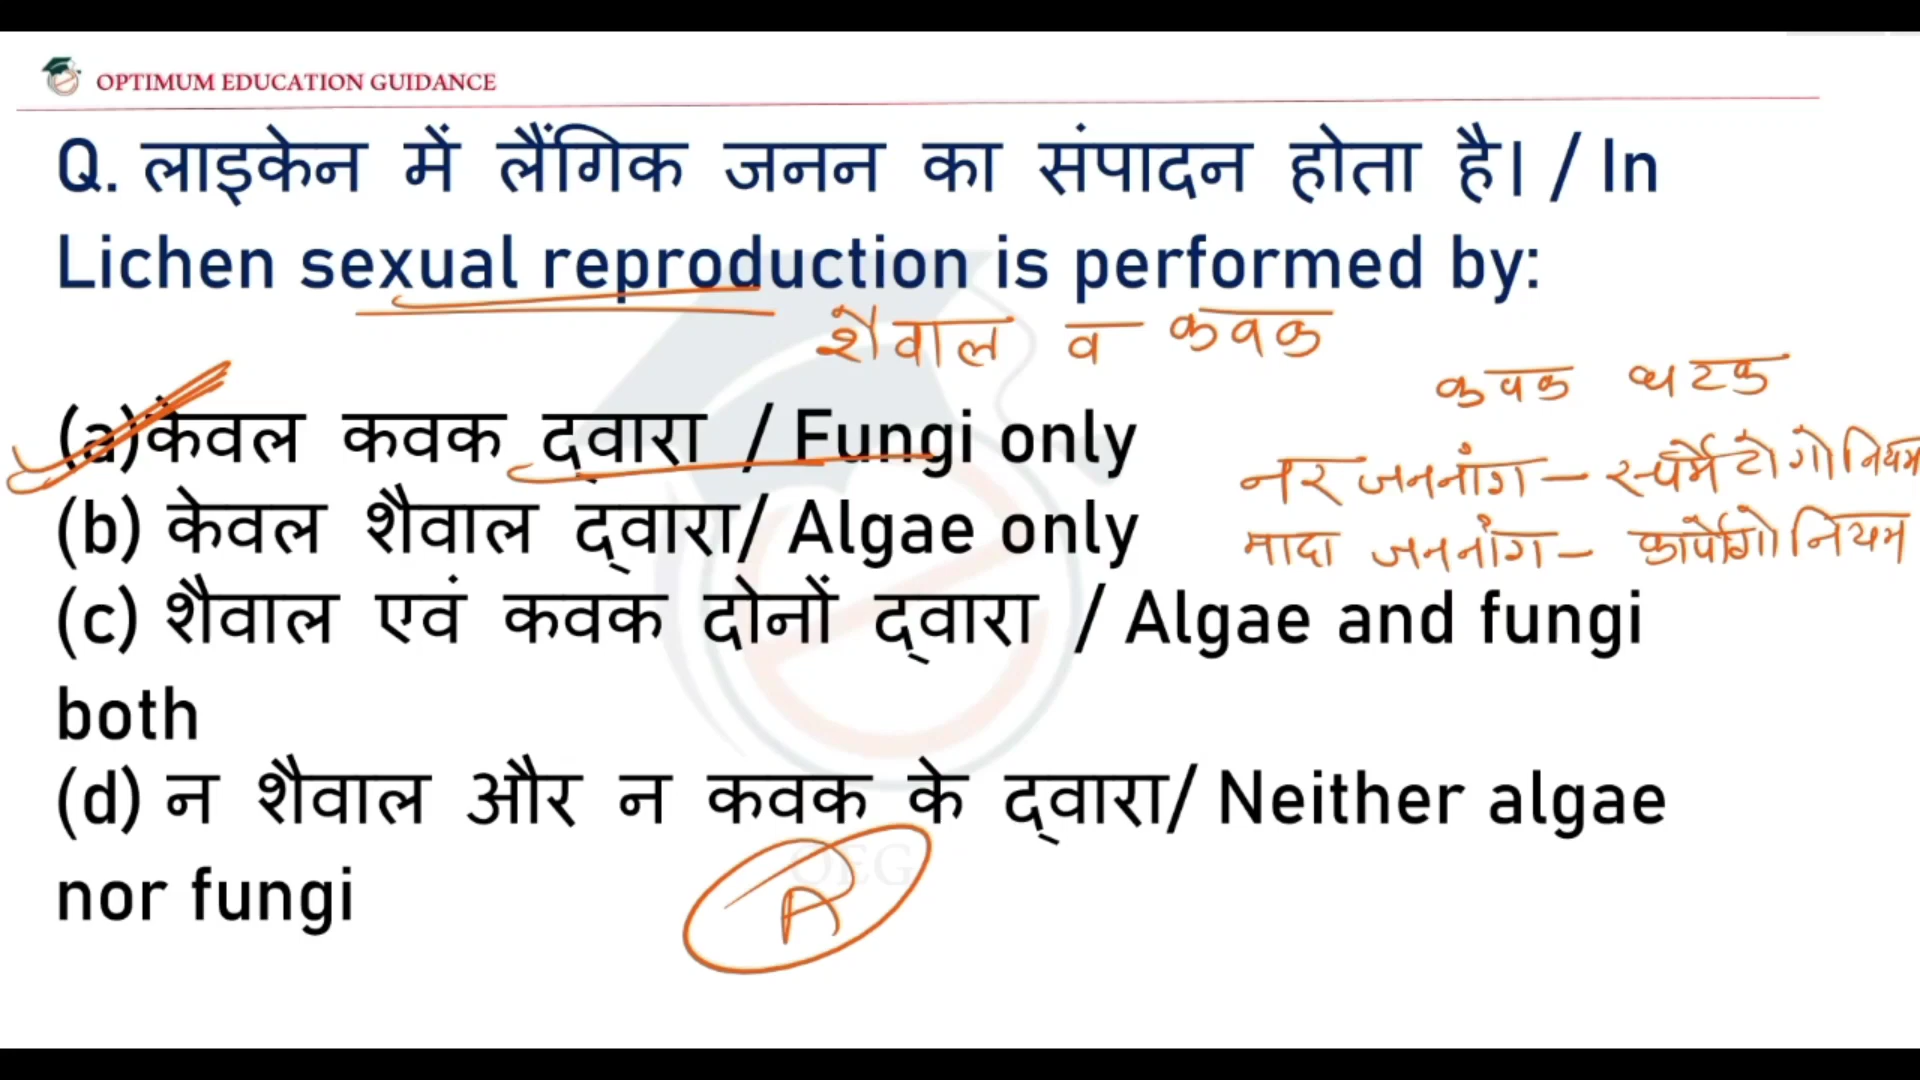 OPTIMUM EDUCATION GUIDANCE
Q. लाइकेन में लैंगिक जनन का संपादन होता है। / In
Lichen sexual reproduction is performed by:
शैवाल व कवक
कवक घटक
(a)केवल कवक द्वारा / Fungi only
नर जननांग – स्पर्मेटोगोनियम
(b) केवल शैवाल द्वारा/ Algae only
मादा जननांग – कार्पोगोनियम
(c) शैवाल एवं कवक दोनों द्वारा / Algae and fungi
both
(d) न शैवाल और न कवक के द्वारा/ Neither algae
OEG
A
nor fungi